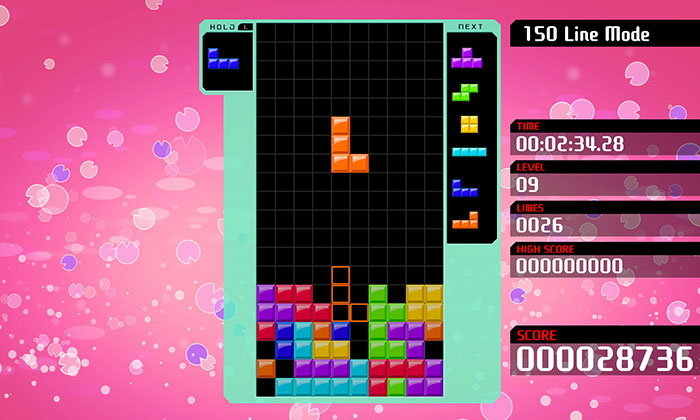 HOLD L
NEXT
150 Line Mode
TIME
00:02:34.28
LEVEL
09
LINES
0026
HIGH SCORE
000000000
SCORE
000028736